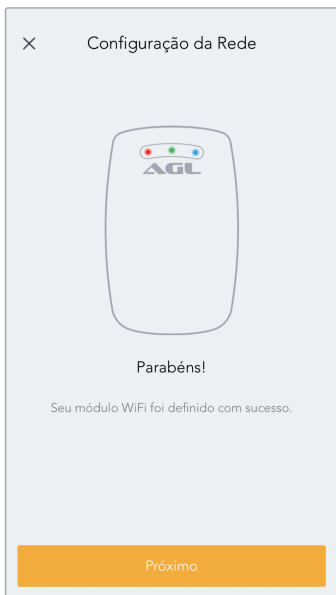 Configuração da Rede
AGL
Parabéns!
Seu módulo WiFi foi definido com sucesso.
Próximo